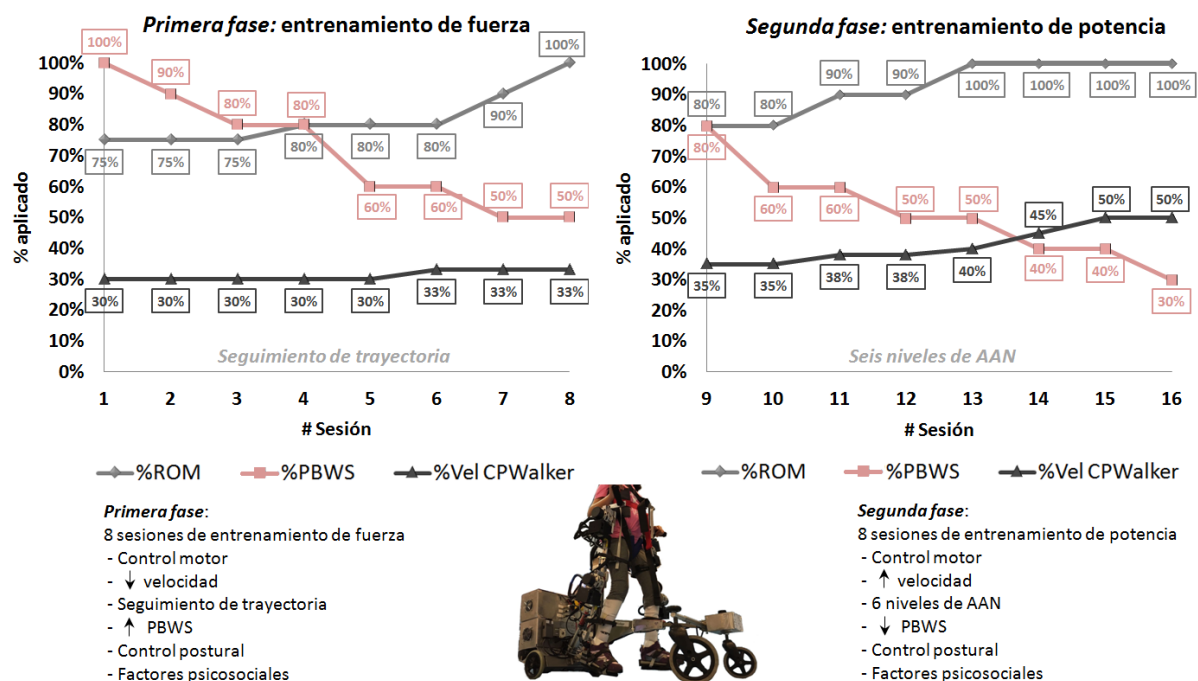 Primera fase: entrenamiento de fuerza
100%
90%
80%
80%
60%
60%
50%
50%
75%
75%
75%
80%
80%
80%
90%
100%
30%
30%
30%
30%
30%
33%
33%
33%
100%
90%
80%
70%
60%
50%
40%
30%
20%
10%
0%
% aplicado
Seguimiento de trayectoria
1 2 3 4 5 6 7 8
# Sesión
%ROM %PBWS %Vel CPWalker
Segunda fase: entrenamiento de potencia
80%
80%
90%
90%
100%
100%
100%
100%
80%
60%
60%
50%
50%
40%
40%
30%
35%
35%
38%
38%
40%
45%
50%
50%
100%
90%
80%
70%
60%
50%
40%
30%
20%
10%
0%
% aplicado
Seis niveles de AAN
9 10 11 12 13 14 15 16
# Sesión
%ROM %PBWS %Vel CPWalker
Primera fase:
8 sesiones de entrenamiento de fuerza
- Control motor
- ↓ velocidad
- Seguimiento de trayectoria
- ↑ PBWS
- Control postural
- Factores psicosociales
Segunda fase:
8 sesiones de entrenamiento de potencia
- Control motor
- ↑ velocidad
- 6 niveles de AAN
- ↓ PBWS
- Control postural
- Factores psicosociales